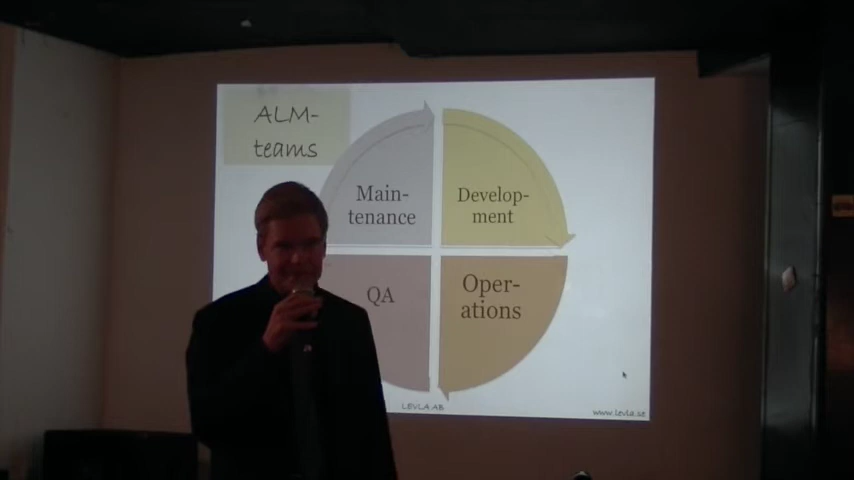 ALM-
teams
Main-
tenance
Develop-
ment
QA
Oper-
ations
LEVLA AB
www.levla.se